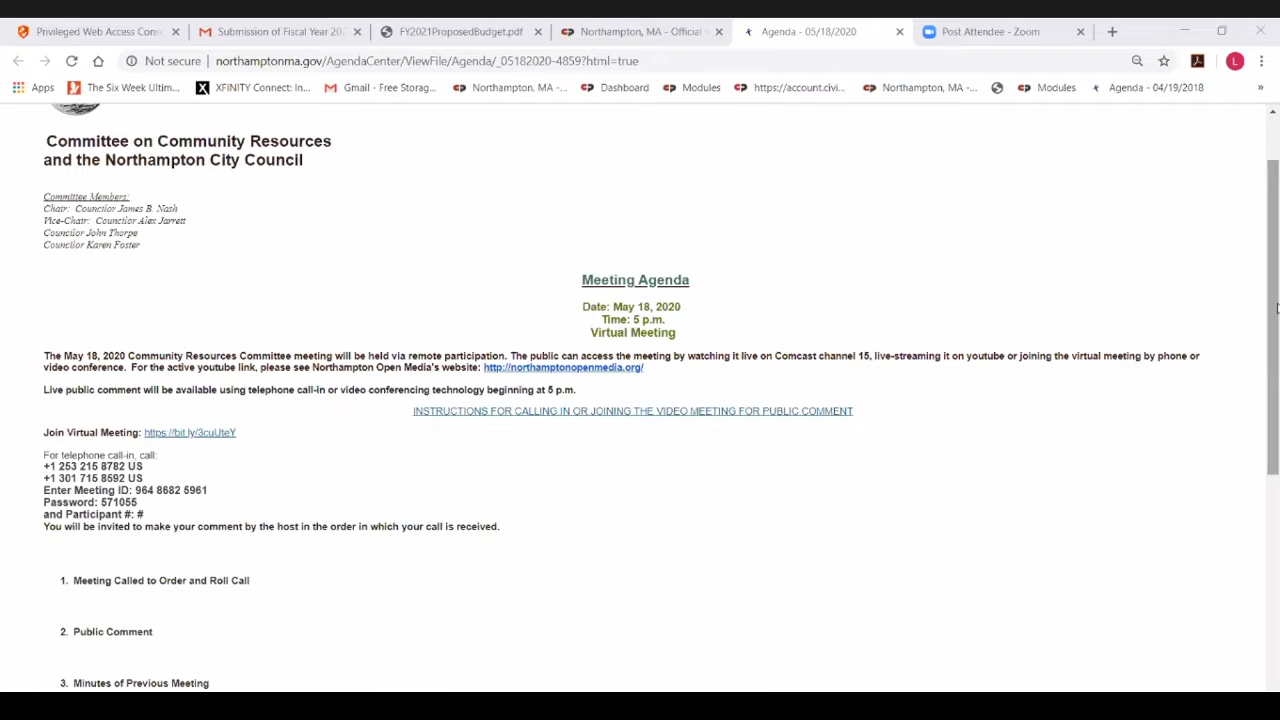 Privileged Web Access Cons
Submission of Fiscal Year 202
FY2021ProposedBudget.pdf
Northampton, MA - Official
Agenda - 05/18/2020
Post Attendee - Zoom
Not secure | northamptonma.gov/AgendaCenter/ViewFile/Agenda/_05182020-4859?html=true
L
Apps
The Six Week Ultim...
XFINITY Connect: In...
Gmail - Free Storag...
Northampton, MA -...
Dashboard
Modules
https://account.civi...
Northampton, MA -...
Modules
Agenda - 04/19/2018
»
Committee on Community Resources
and the Northampton City Council
Committee Members:
Chair: Councilor James B. Nash
Vice-Chair: Councilor Alex Jarrett
Councilor John Thorpe
Councilor Karen Foster
Meeting Agenda
Date: May 18, 2020
Time: 5 p.m.
Virtual Meeting
The May 18, 2020 Community Resources Committee meeting will be held via remote participation. The public can access the meeting by watching it live on Comcast channel 15, live-streaming it on youtube or joining the virtual meeting by phone or
video conference. For the active youtube link, please see Northampton Open Media's website: http://northamptonopenmedia.org/
Live public comment will be available using telephone call-in or video conferencing technology beginning at 5 p.m.
INSTRUCTIONS FOR CALLING IN OR JOINING THE VIDEO MEETING FOR PUBLIC COMMENT
Join Virtual Meeting: https://bit.ly/3cuUteY
For telephone call-in, call:
+1 253 215 8782 US
+1 301 715 8592 US
Enter Meeting ID: 964 8682 5961
Password: 571055
and Participant #: #
You will be invited to make your comment by the host in the order in which your call is received.
1. Meeting Called to Order and Roll Call
2. Public Comment
3. Minutes of Previous Meeting